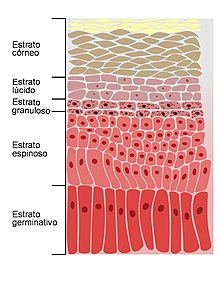 Estrato
córneo
Estrato
lúcido
Estrato
granuloso
Estrato
espinoso
Estrato
germinativo